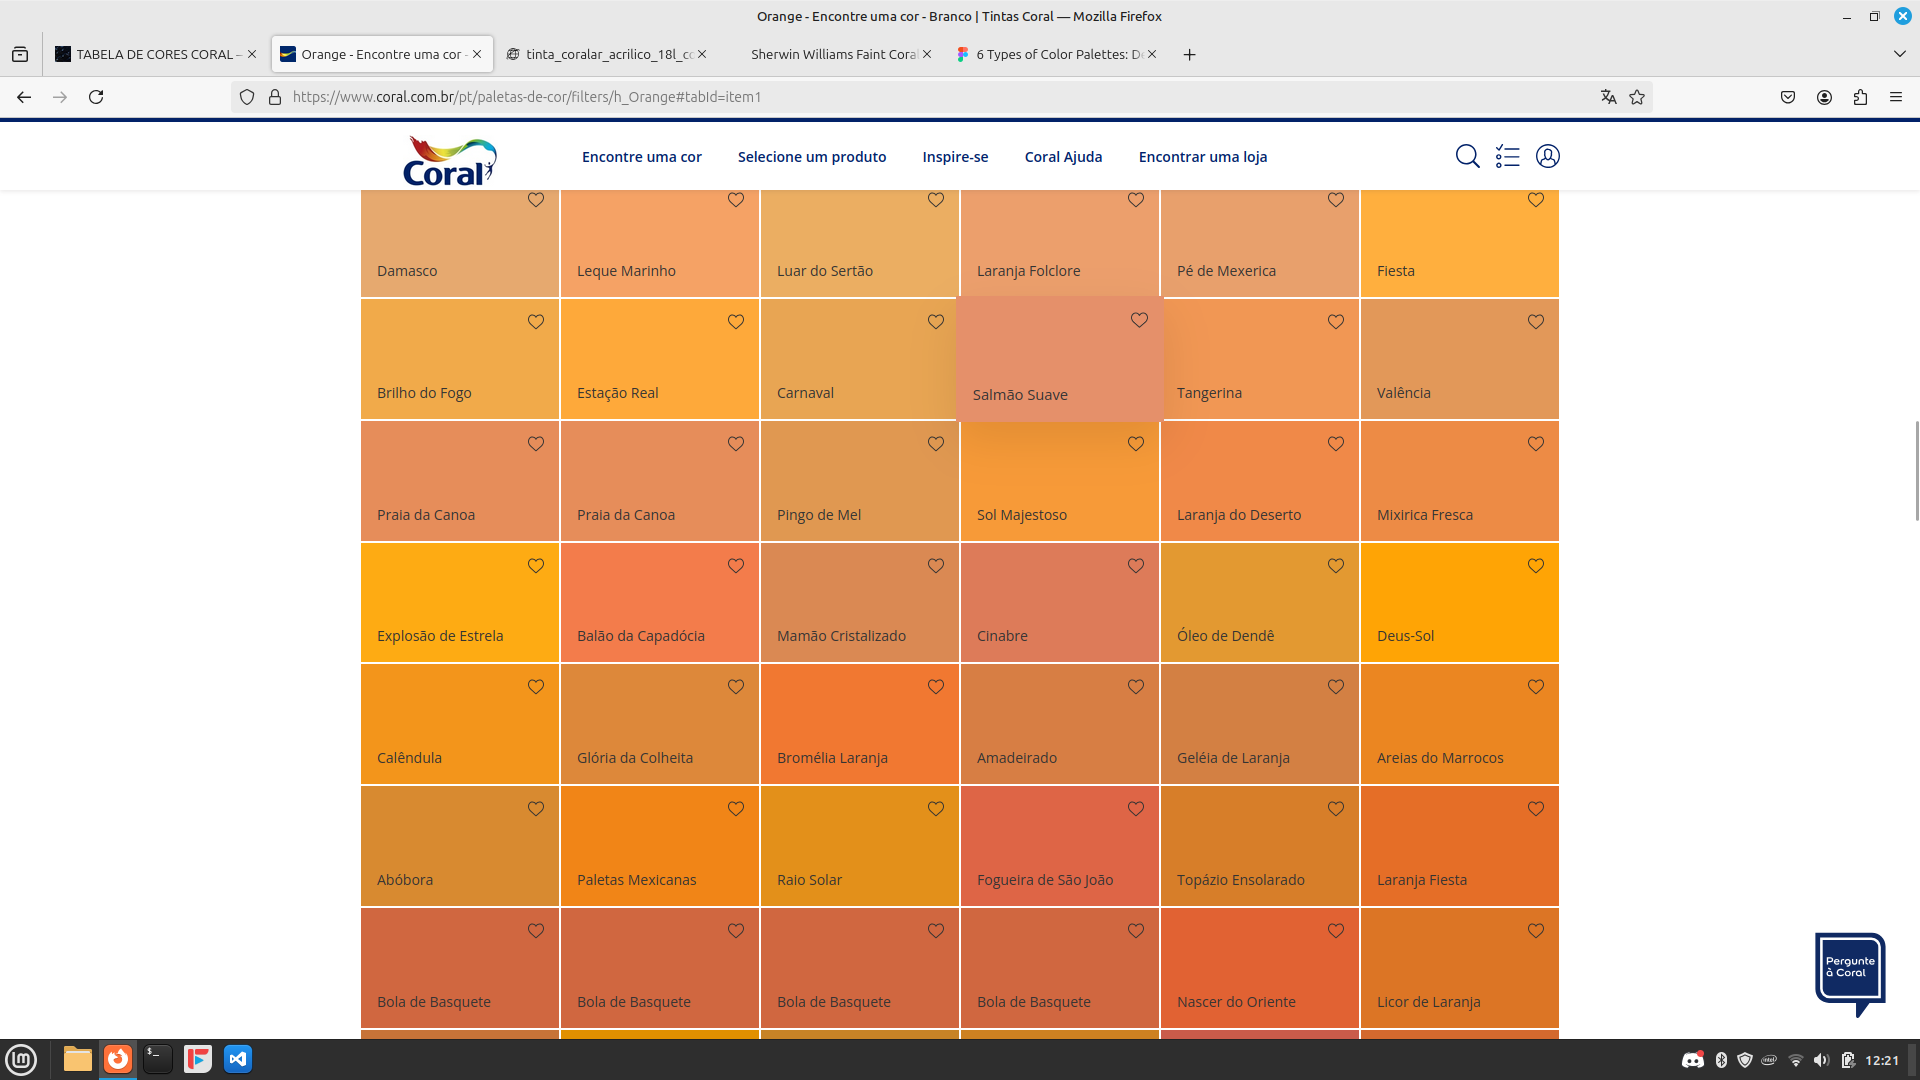 Orange - Encontre uma cor - Branco | Tintas Coral — Mozilla Firefox
TABELA DE CORES CORAL –
Orange - Encontre uma cor -
tinta_coralar_acrilico_18l_cc
Sherwin Williams Faint Coral
6 Types of Color Palettes: De
https://www.coral.com.br/pt/paletas-de-cor/filters/h_Orange#tabId=item1
Coral
Encontre uma cor
Selecione um produto
Inspire-se
Coral Ajuda
Encontrar uma loja
Damasco
Leque Marinho
Luar do Sertão
Laranja Folclore
Pé de Mexerica
Fiesta
Brilho do Fogo
Estação Real
Carnaval
Salmão Suave
Tangerina
Valência
Praia da Canoa
Praia da Canoa
Pingo de Mel
Sol Majestoso
Laranja do Deserto
Mixirica Fresca
Explosão de Estrela
Balão da Capadócia
Mamão Cristalizado
Cinabre
Óleo de Dendê
Deus-Sol
Calêndula
Glória da Colheita
Bromélia Laranja
Amadeirado
Geléia de Laranja
Areias do Marrocos
Abóbora
Paletas Mexicanas
Raio Solar
Fogueira de São João
Topázio Ensolarado
Laranja Fiesta
Bola de Basquete
Bola de Basquete
Bola de Basquete
Bola de Basquete
Nascer do Oriente
Licor de Laranja
Pergunte
à Coral
12:21